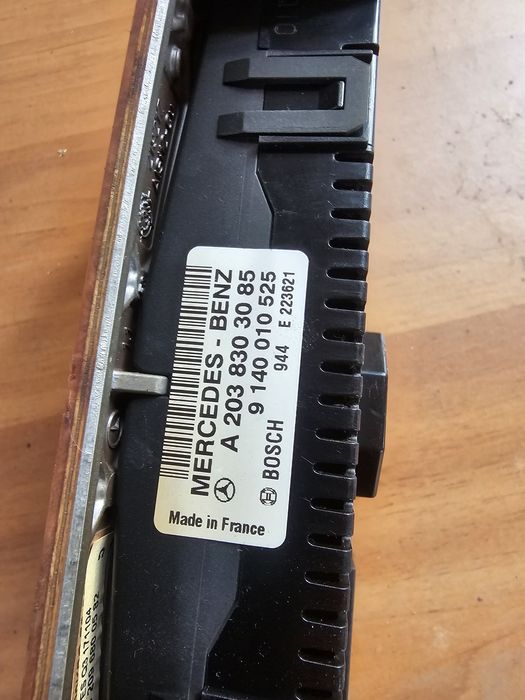 MERCEDES - BENZ
A 203 830 30 85
9 140 010 525
BOSCH 944 E 223621
Made in France